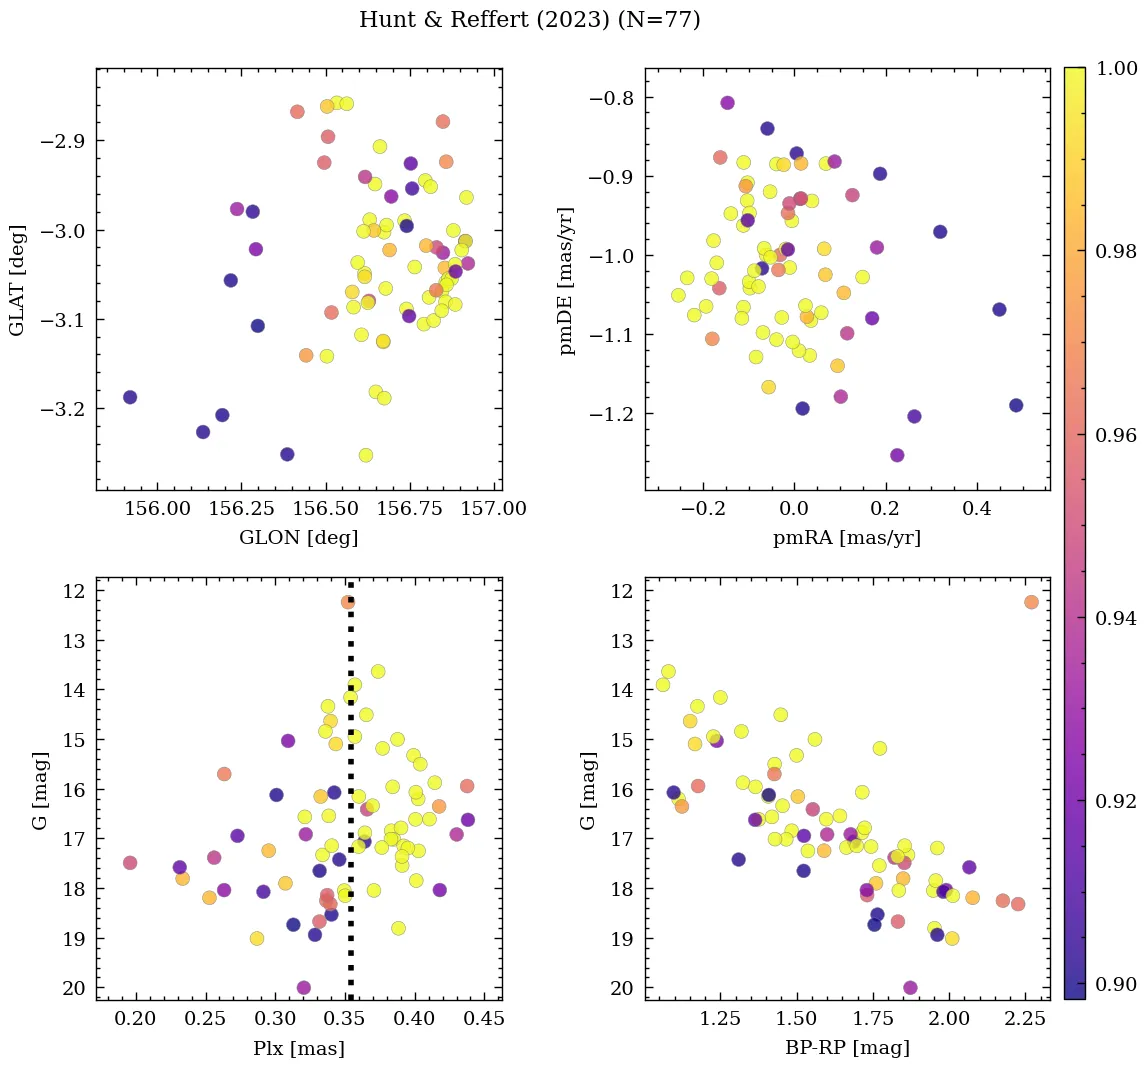 Hunt & Reffert (2023) (N=77)
−2.9
−3.0
−3.1
−3.2
GLAT [deg]
156.00 156.25 156.50 156.75 157.00
GLON [deg]
−0.8
−0.9
−1.0
−1.1
−1.2
pmDE [mas/yr]
−0.2 0.0 0.2 0.4
pmRA [mas/yr]
1.00
0.98
0.96
0.94
0.92
0.90
12
13
14
15
16
17
18
19
20
G [mag]
0.20 0.25 0.30 0.35 0.40 0.45
Plx [mas]
12
13
14
15
16
17
18
19
20
G [mag]
1.25 1.50 1.75 2.00 2.25
BP-RP [mag]